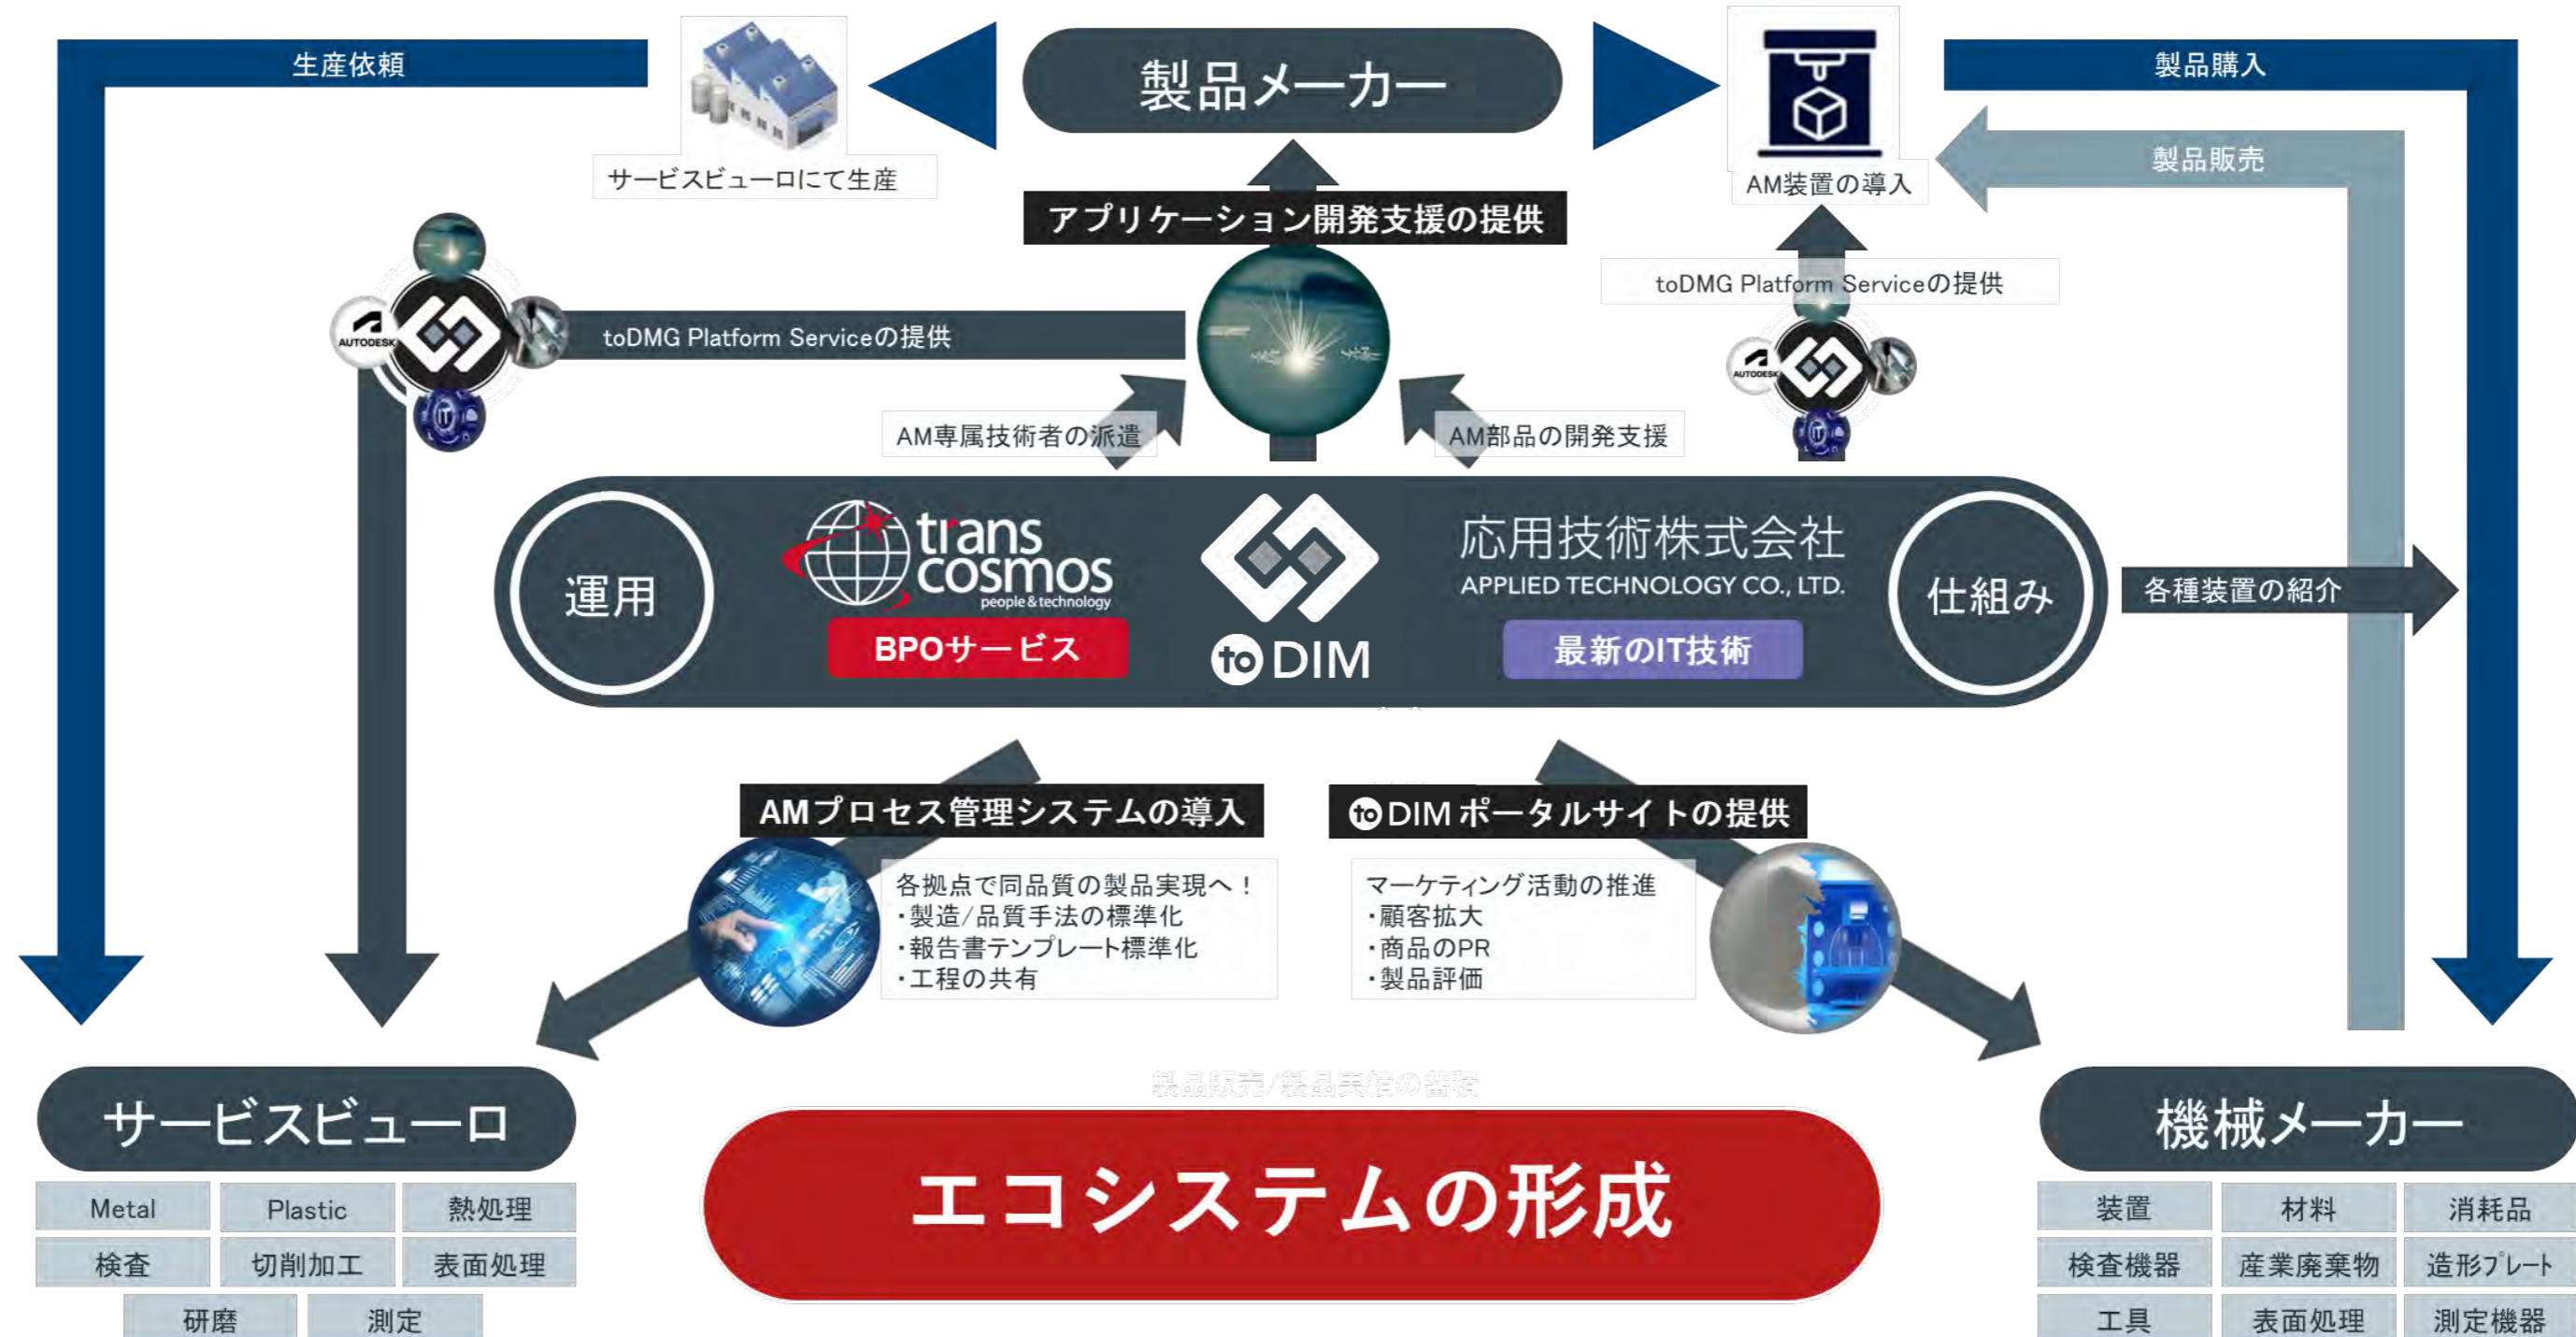 生産依頼
製品メーカー
製品購入
製品販売
サービスビューロにて生産
AM装置の導入
アプリケーション開発支援の提供
toDMG Platform Serviceの提供
toDMG Platform Serviceの提供
AUTODESK
IT
AUTODESK
IT
AM専属技術者の派遣
AM部品の開発支援
運用
trans
cosmos
people & technology
BPOサービス
to DIM
応用技術株式会社
APPLIED TECHNOLOGY CO., LTD.
最新のIT技術
仕組み
各種装置の紹介
AMプロセス管理システムの導入
各拠点で同品質の製品実現へ！
・製造/品質手法の標準化
・報告書テンプレート標準化
・工程の共有
to DIM ポータルサイトの提供
マーケティング活動の推進
・顧客拡大
・商品のPR
・製品評価
製品販売/製品実績の蓄積
エコシステムの形成
サービスビューロ
Metal
Plastic
熱処理
検査
切削加工
表面処理
研磨
測定
機械メーカー
装置
材料
消耗品
検査機器
産業廃棄物
造形プレート
工具
表面処理
測定機器